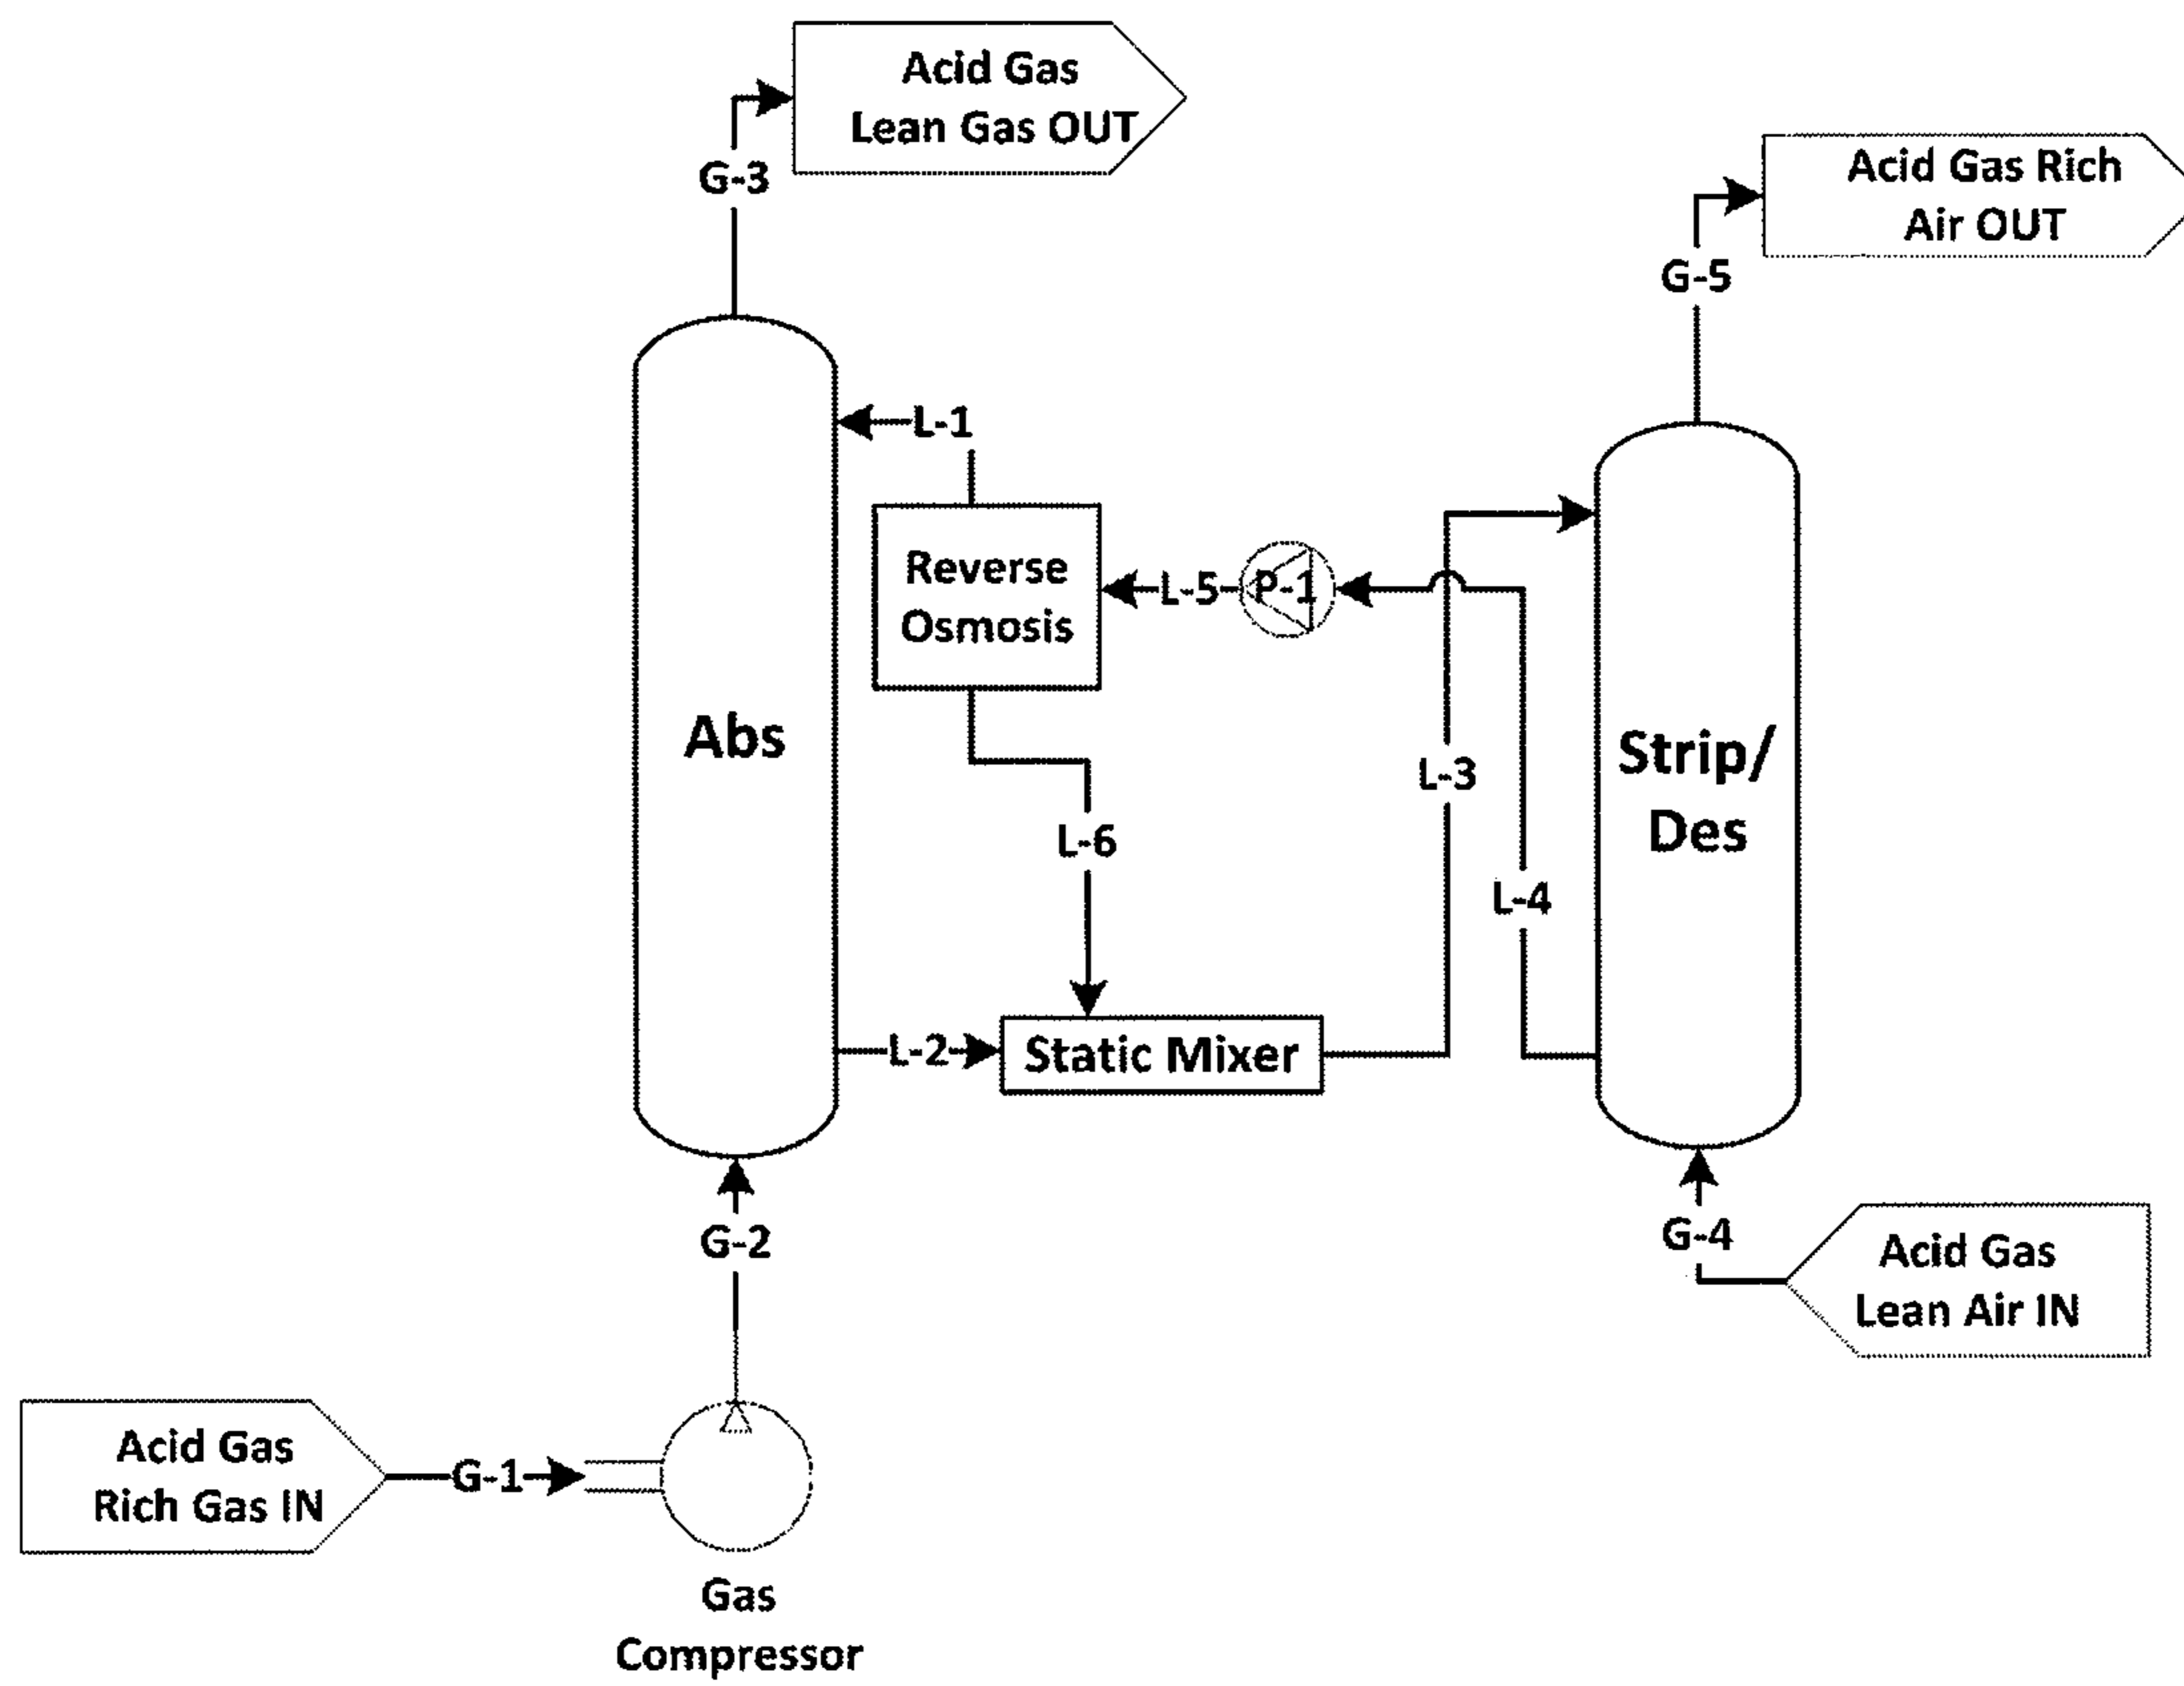 Acid Gas
Lean Gas OUT
Acid Gas Rich
Air OUT
G-3
G-5
L-1
Reverse
Osmosis
L-5
P-1
Abs
L-3
Strip/
Des
L-6
L-4
L-2
Static Mixer
G-2
G-4
Acid Gas
Lean Air IN
Acid Gas
Rich Gas IN
G-1
Gas
Compressor